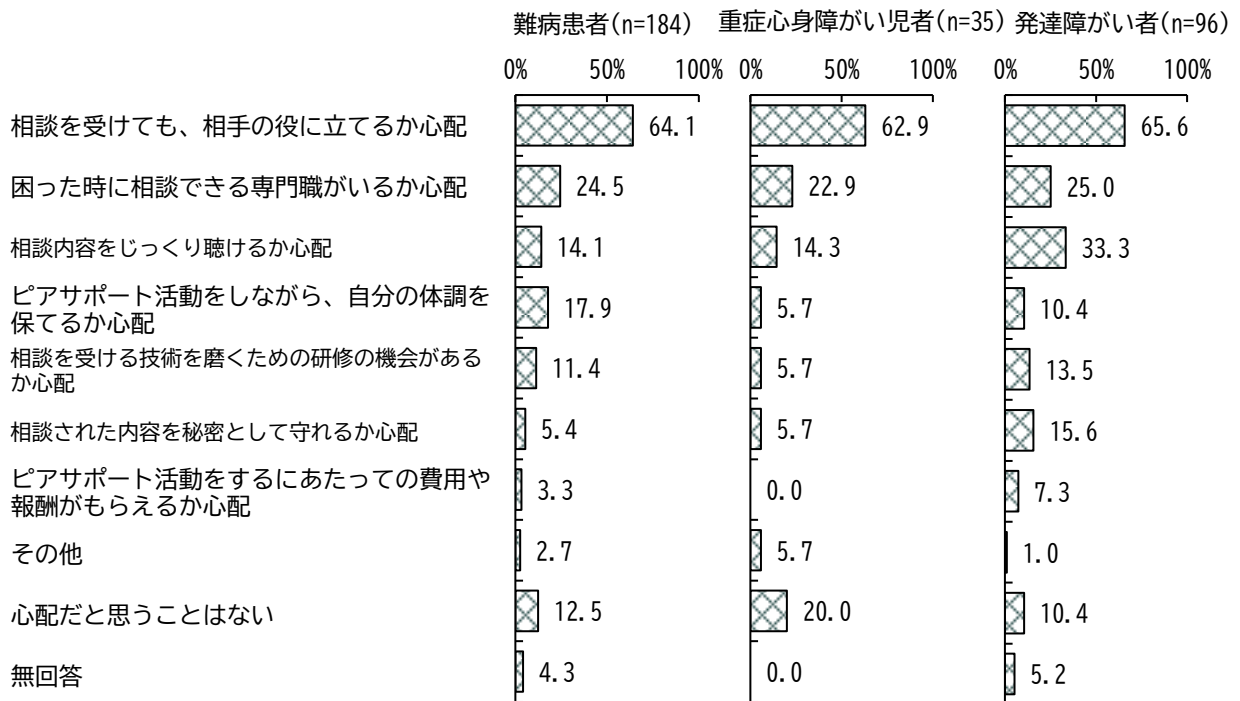 難病患者(n=184) 重症心身障がい児者(n=35) 発達障がい者(n=96)
0% 50% 100% 0% 50% 100% 0% 50% 100%
相談を受けても、相手の役に立てるか心配 64.1 62.9 65.6
困った時に相談できる専門職がいるか心配 24.5 22.9 25.0
相談内容をじっくり聴けるか心配 14.1 14.3 33.3
ピアサポート活動をしながら、自分の体調を
保てるか心配 17.9 5.7 10.4
相談を受ける技術を磨くための研修の機会がある
か心配 11.4 5.7 13.5
相談された内容を秘密として守れるか心配 5.4 5.7 15.6
ピアサポート活動をするにあたっての費用や
報酬がもらえるか心配 3.3 0.0 7.3
その他 2.7 5.7 1.0
心配だと思うことはない 12.5 20.0 10.4
無回答 4.3 0.0 5.2